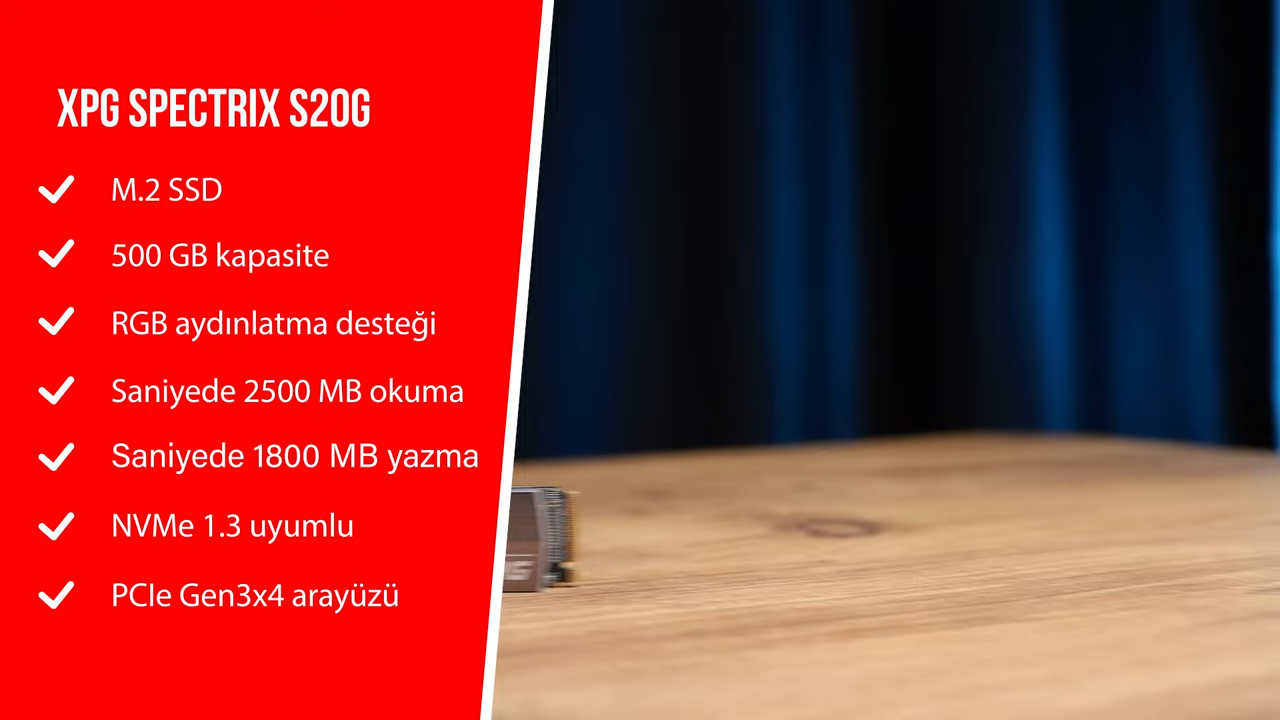 XPG SPECTRIX S20G
M.2 SSD
500 GB kapasite
RGB aydınlatma desteği
Saniyede 2500 MB okuma
Saniyede 1800 MB yazma
NVMe 1.3 uyumlu
PCIe Gen3x4 arayüzü